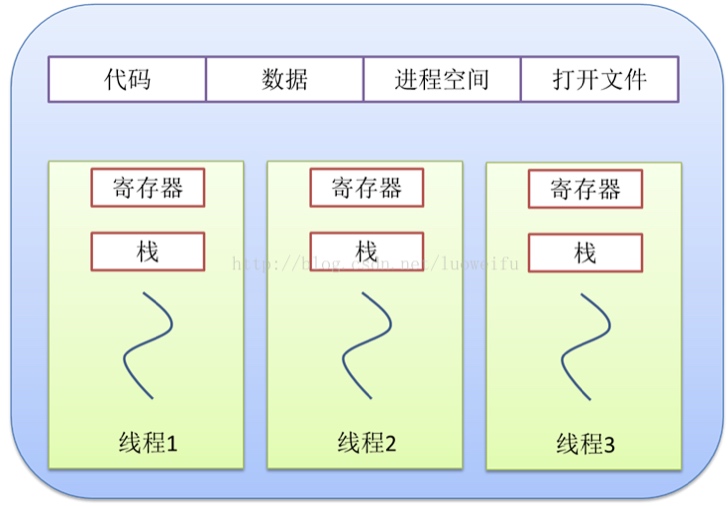 代码 数据 进程空间 打开文件
寄存器 寄存器 寄存器
栈 栈 栈
http://blog.csdn.net/luoweifu
线程1 线程2 线程3